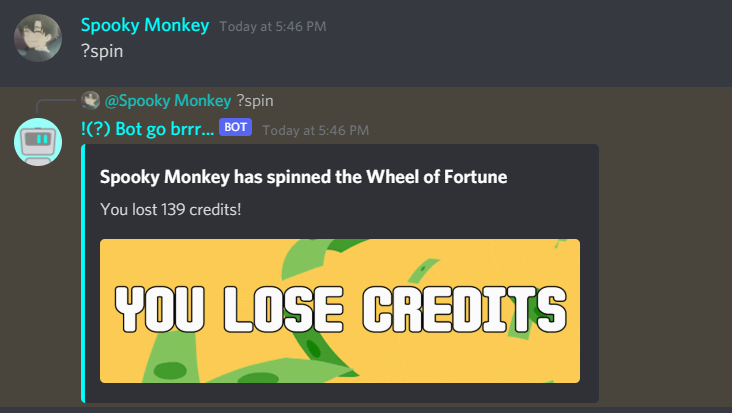 Spooky Monkey Today at 5:46 PM
?spin
@Spooky Monkey ?spin
!(?) Bot go brrr... BOT Today at 5:46 PM
Spooky Monkey has spinned the Wheel of Fortune
You lost 139 credits!
YOU LOSE CREDITS